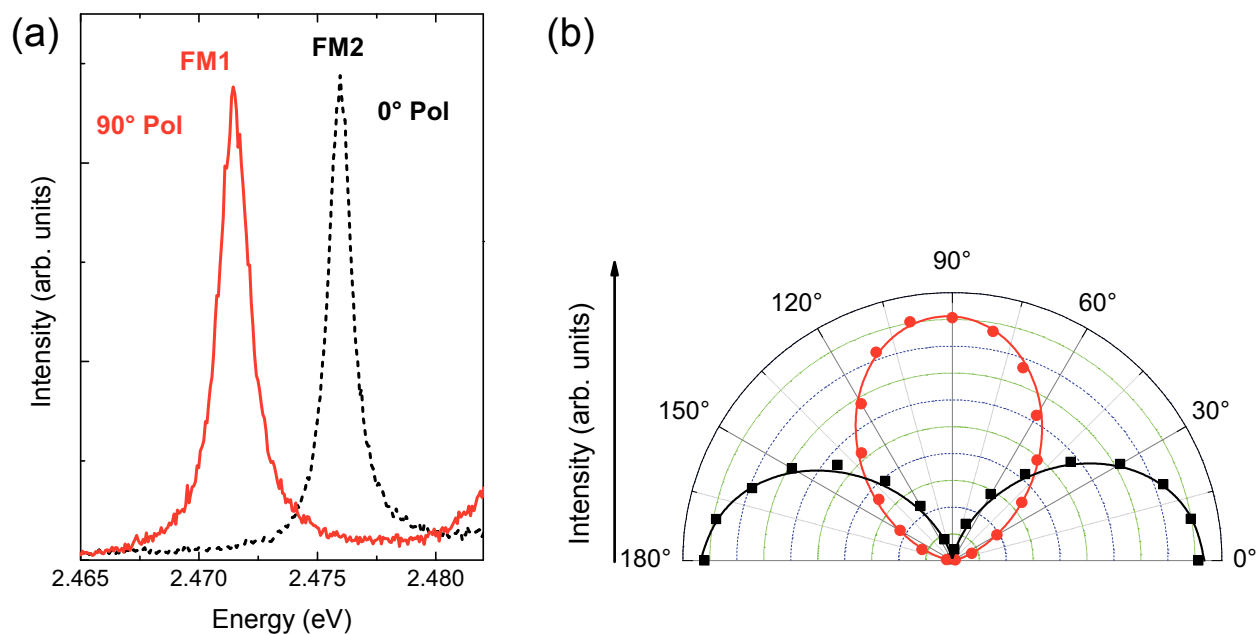 (a)
FM1
FM2
90° Pol
0° Pol
Intensity (arb. units)
2.465
2.470
2.475
2.480
Energy (eV)
(b)
Intensity (arb. units)
90°
120°
60°
150°
30°
180°
0°